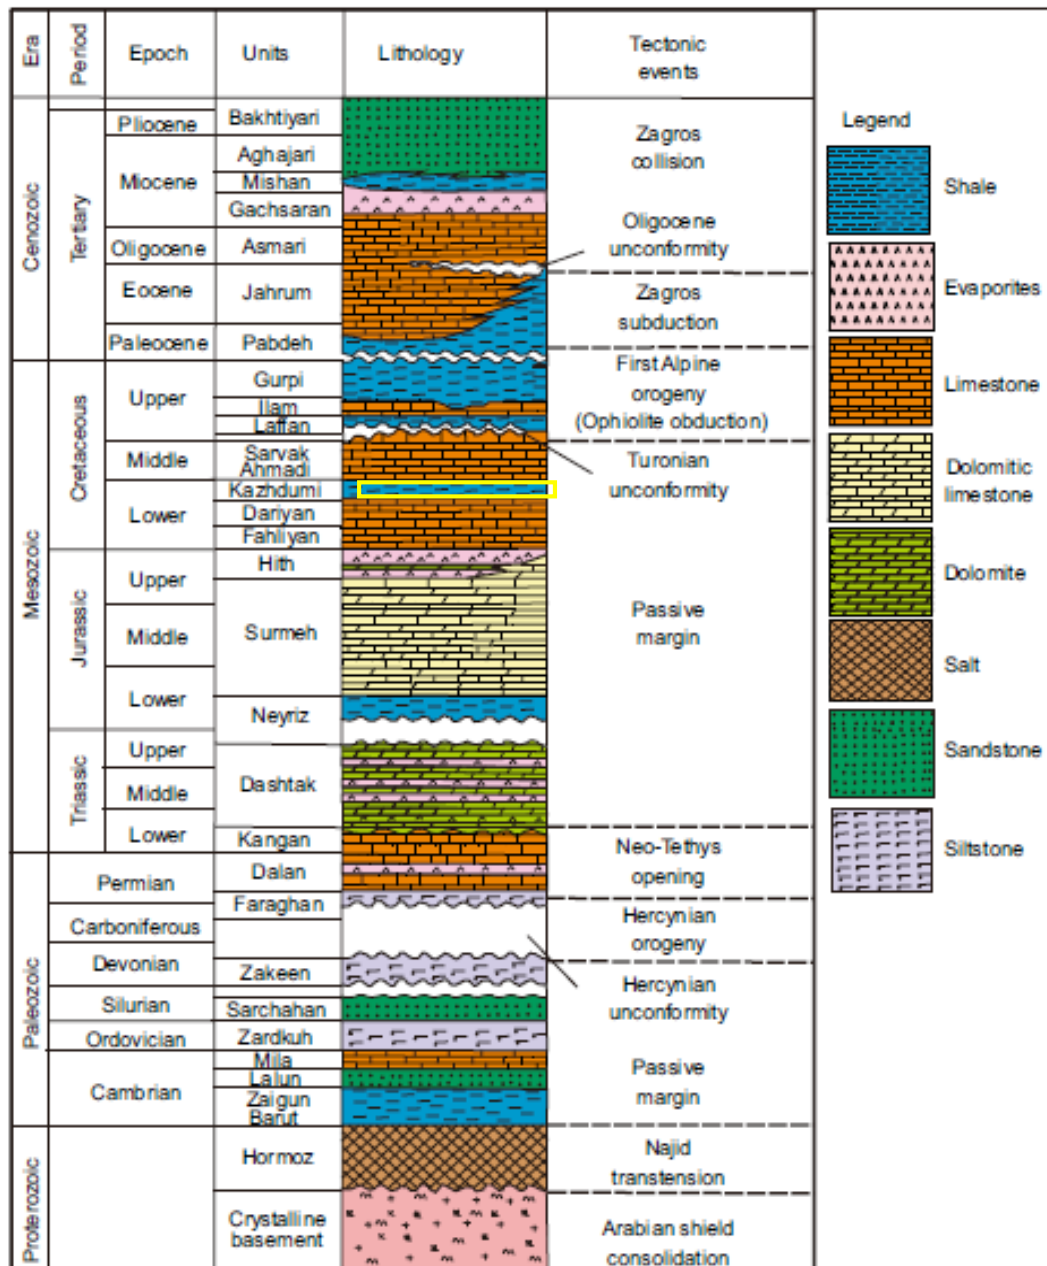 Era
Period
Epoch
Units
Lithology
Tectonic
events
Cenozoic
Tertiary
Pliocene
Miocene
Oligocene
Eocene
Paleocene
Bakhtiyari
Aghajari
Mishan
Gachsaran
Asmari
Jahrum
Pabdeh
Zagros
collision
Oligocene
unconformity
Zagros
subduction
Mesozoic
Cretaceous
Upper
Middle
Lower
Gurpi
Ilam
Laffan
Sarvak
Ahmadi
Kazhdumi
Dariyan
Fahliyan
First Alpine
orogeny
(Ophiolite obduction)
Turonian
unconformity
Jurassic
Upper
Middle
Lower
Hith
Surmeh
Neyriz
Passive
margin
Triassic
Upper
Middle
Lower
Dashtak
Kangan
Paleozoic
Permian
Carboniferous
Devonian
Silurian
Ordovician
Cambrian
Dalan
Faraghan
Zakeen
Sarchahan
Zardkuh
Mila
Lalun
Zaigun
Barut
Neo-Tethys
opening
Hercynian
orogeny
Hercynian
unconformity
Passive
margin
Proterozoic
Hormoz
Crystalline
basement
Najid
transtension
Arabian shield
consolidation
Legend
Shale
Evaporites
Limestone
Dolomitic
limestone
Dolomite
Salt
Sandstone
Siltstone